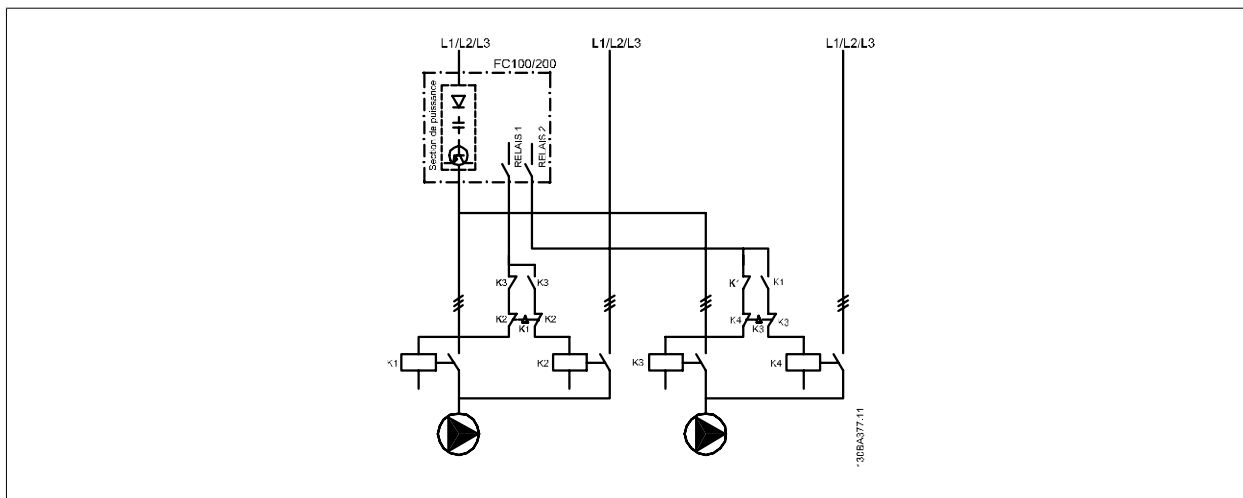 L1/L2/L3
L1/L2/L3
L1/L2/L3
FC100/200
Section de puissance
RELAIS 1
RELAIS 2
K3
K3
K1
K1
K2
K1
K2
K4
K3
K3
K1
K2
K3
K4
130BA377.11